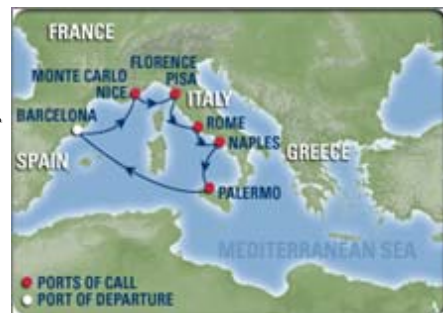 FRANCE
FLORENCE
PISA
MONTE CARLO
NICE
ITALY
BARCELONA
ROME
NAPLES
GREECE
SPAIN
PALERMO
MEDITERRANEAN SEA
PORTS OF CALL
PORT OF DEPARTURE